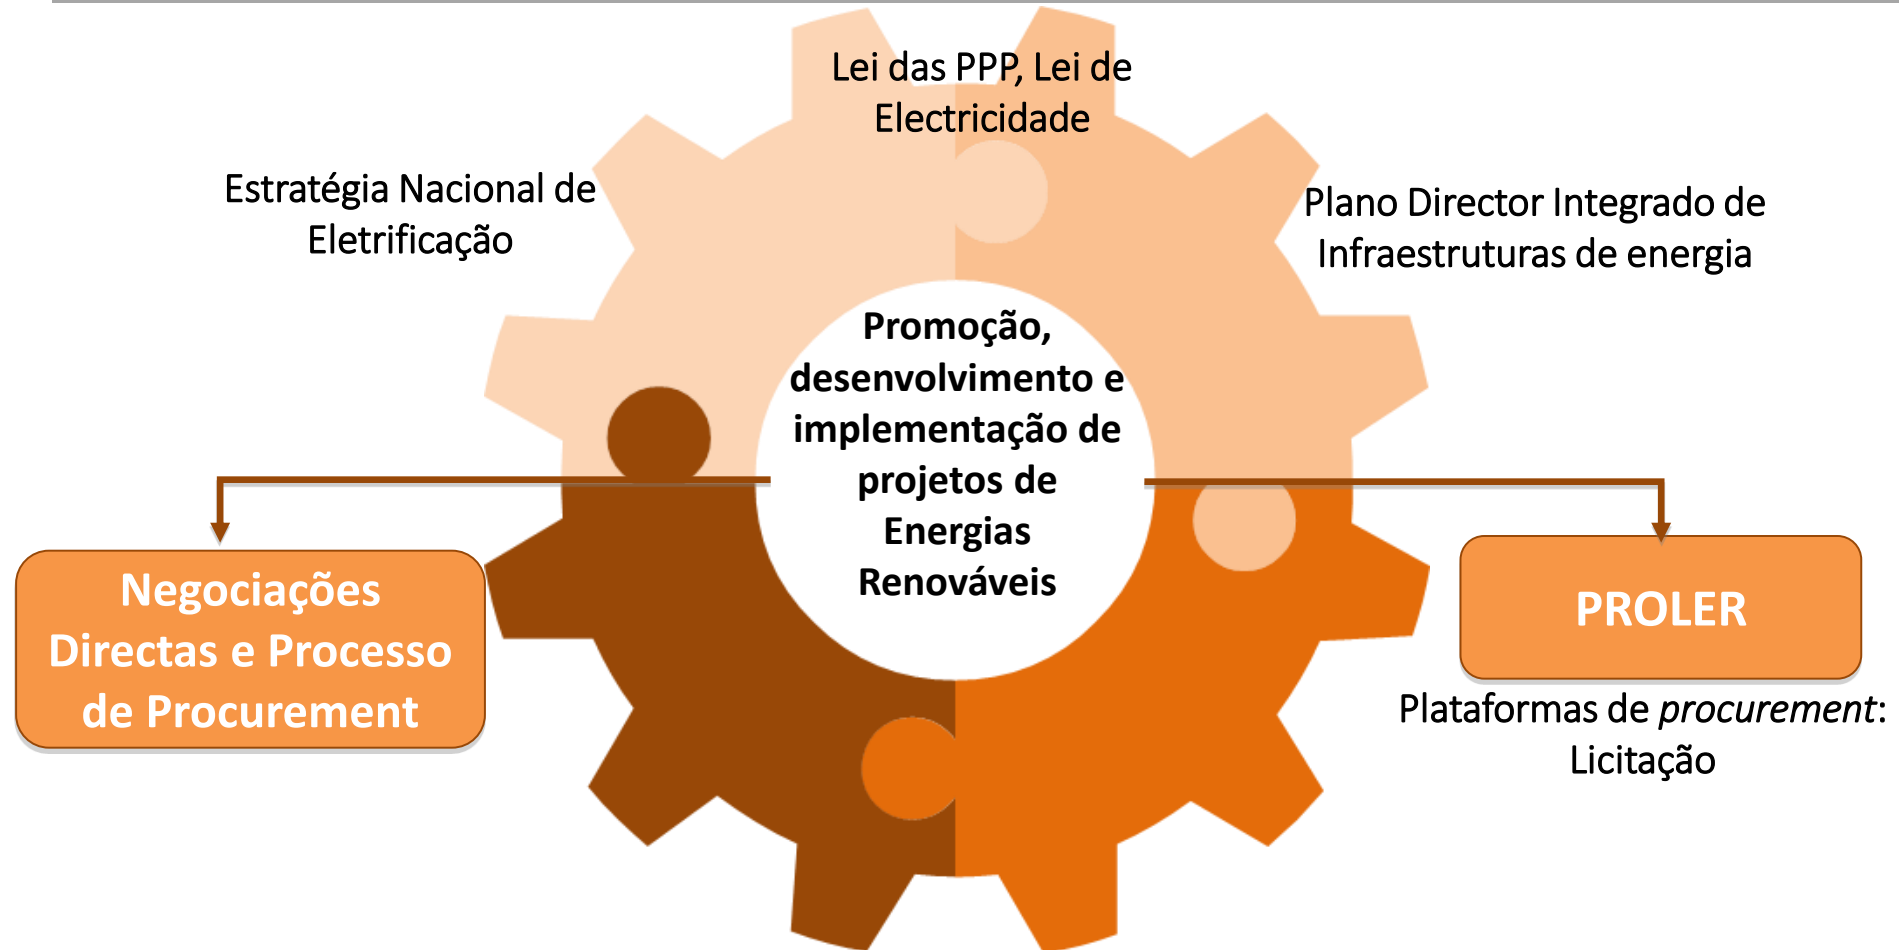 Lei das PPP, Lei de
Electricidade
Estratégia Nacional de
Eletrificação
Plano Director Integrado de
Infraestruturas de energia
Promoção,
desenvolvimento e
implementação de
projetos de
Energias
Renováveis
Negociações
Directas e Processo
de Procurement
PROLER
Plataformas de procurement:
Licitação